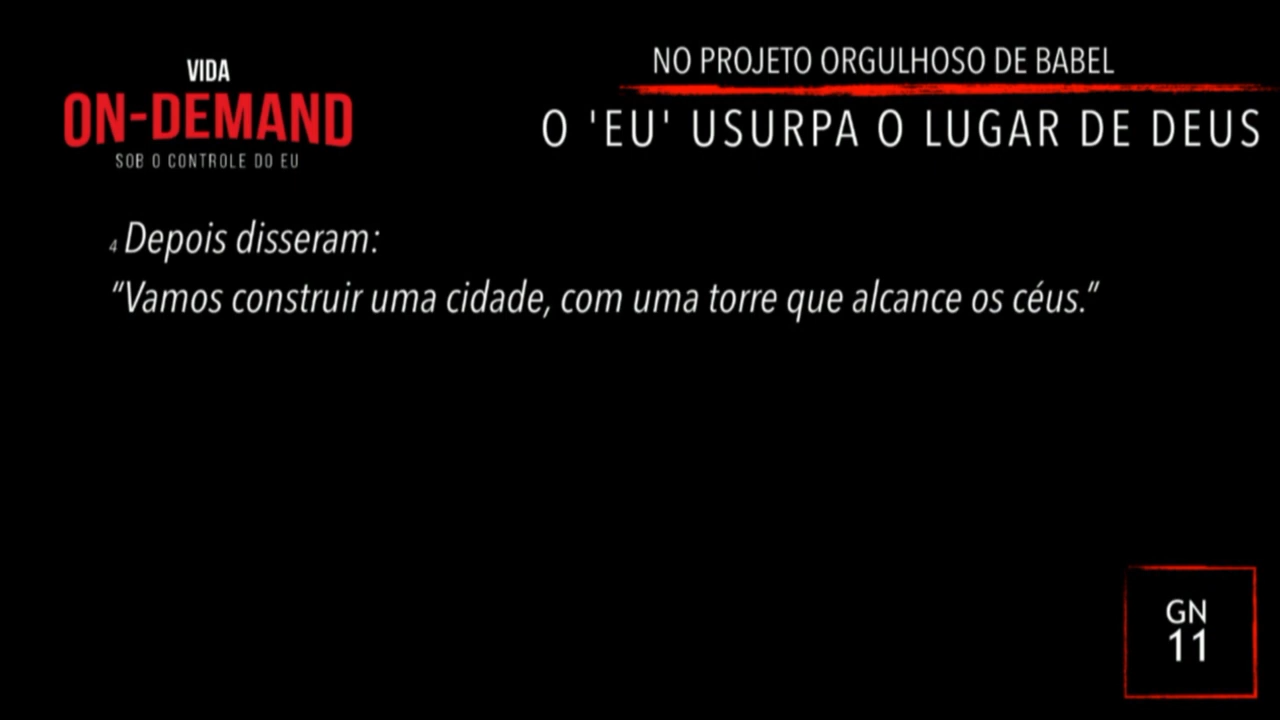 VIDA
ON-DEMAND
SOB O CONTROLE DO EU
NO PROJETO ORGULHOSO DE BABEL
O 'EU' USURPA O LUGAR DE DEUS
4 Depois disseram:
“Vamos construir uma cidade, com uma torre que alcance os céus.”
GN
11